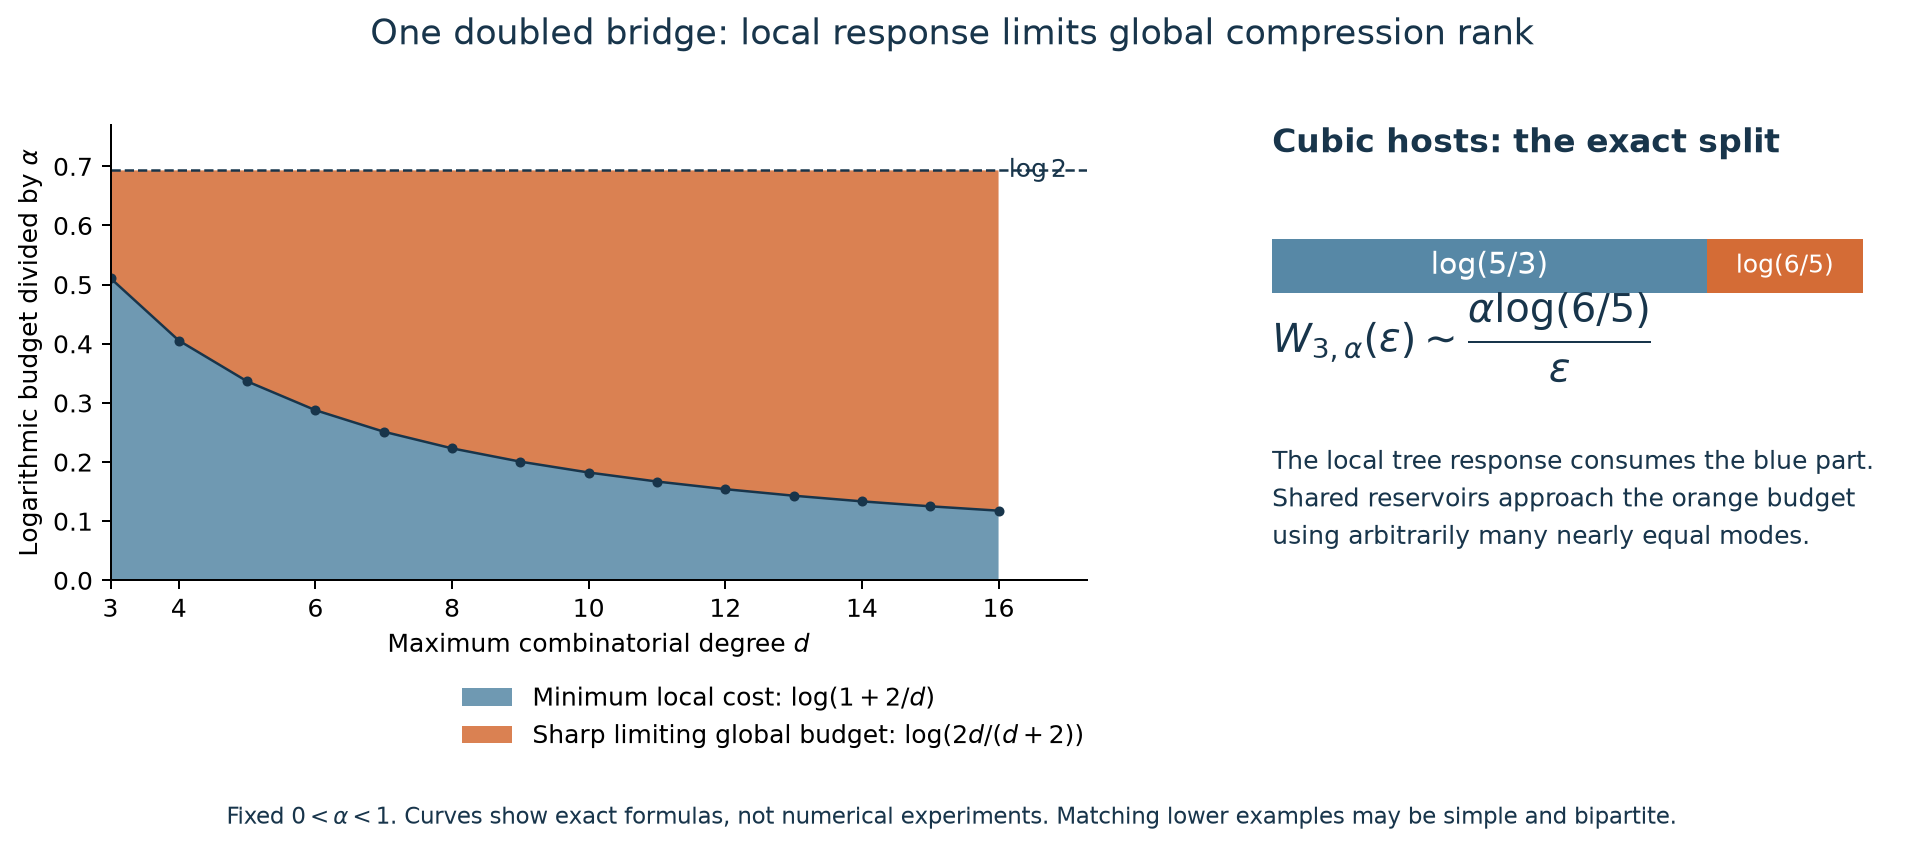 One doubled bridge: local response limits global compression rank
Logarithmic budget divided by α
0.7
0.6
0.5
0.4
0.3
0.2
0.1
0.0
log 2
3 4 6 8 10 12 14 16
Maximum combinatorial degree d
Minimum local cost: log(1 + 2/d)
Sharp limiting global budget: log(2d/(d + 2))
Cubic hosts: the exact split
log(5/3) log(6/5)
W_{3, α}(ε) ~ αlog(6/5) / ε
The local tree response consumes the blue part.
Shared reservoirs approach the orange budget
using arbitrarily many nearly equal modes.
Fixed 0 < α < 1. Curves show exact formulas, not numerical experiments. Matching lower examples may be simple and bipartite.